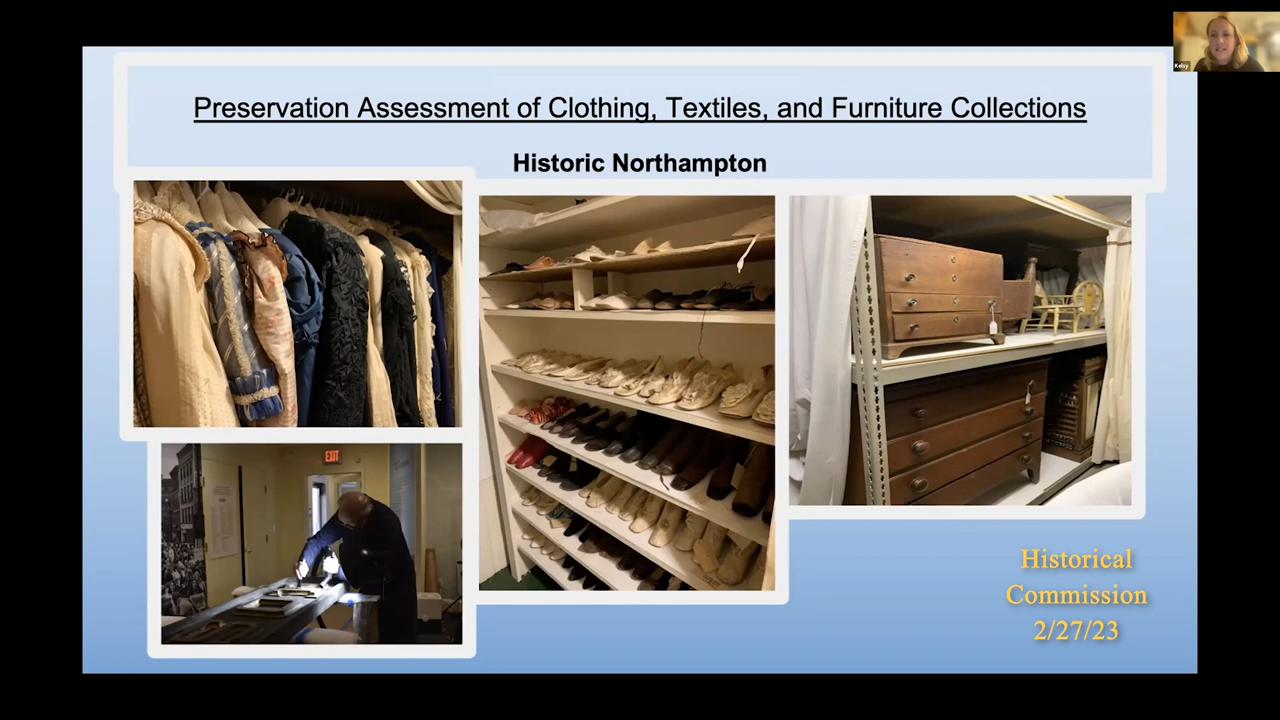 Preservation Assessment of Clothing, Textiles, and Furniture Collections
Historic Northampton
EXIT
Historical
Commission
2/27/23
Kelsy